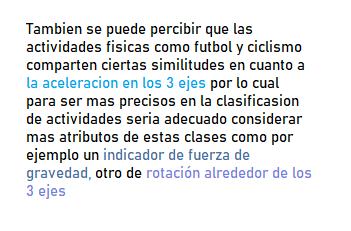 Tambien se puede percibir que las
actividades fisicas como futbol y ciclismo
comparten ciertas similitudes en cuanto a
la aceleracion en los 3 ejes por lo cual
para ser mas precisos en la clasificasion
de actividades seria adecuado considerar
mas atributos de estas clases como por
ejemplo un indicador de fuerza de
gravedad, otro de rotación alrededor de los
3 ejes